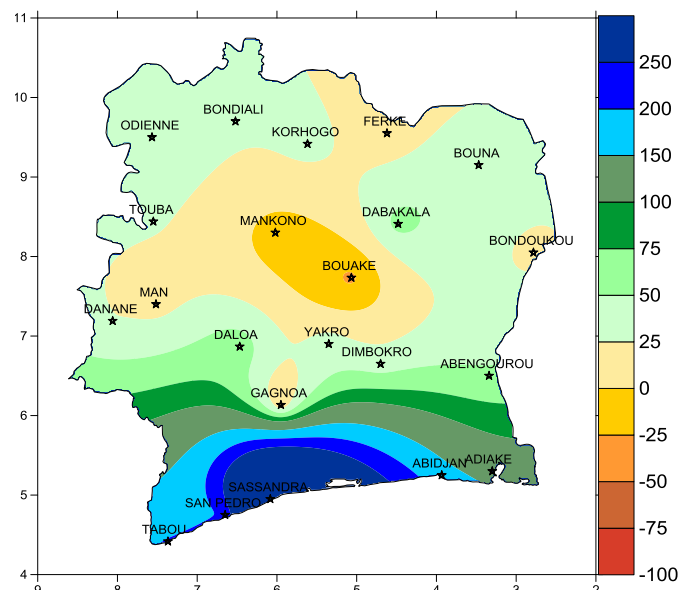 11
10
9
8
7
6
5
4
BONDIALI
ODIENNE
KORHOGO
FERKE
BOUNA
TOUBA
MANKONO
DABAKALA
BONDOUKOU
BOUAKE
MAN
DANANE
DALOA
YAKRO
DIMBOKRO
ABENGOUROU
GAGNOA
ABIDJAN
ADIAKE
SASSANDRA
SAN PEDRO
TABOU
9 8 7 6 5 4 3 2
250
200
150
100
75
50
25
0
-25
-50
-75
-100